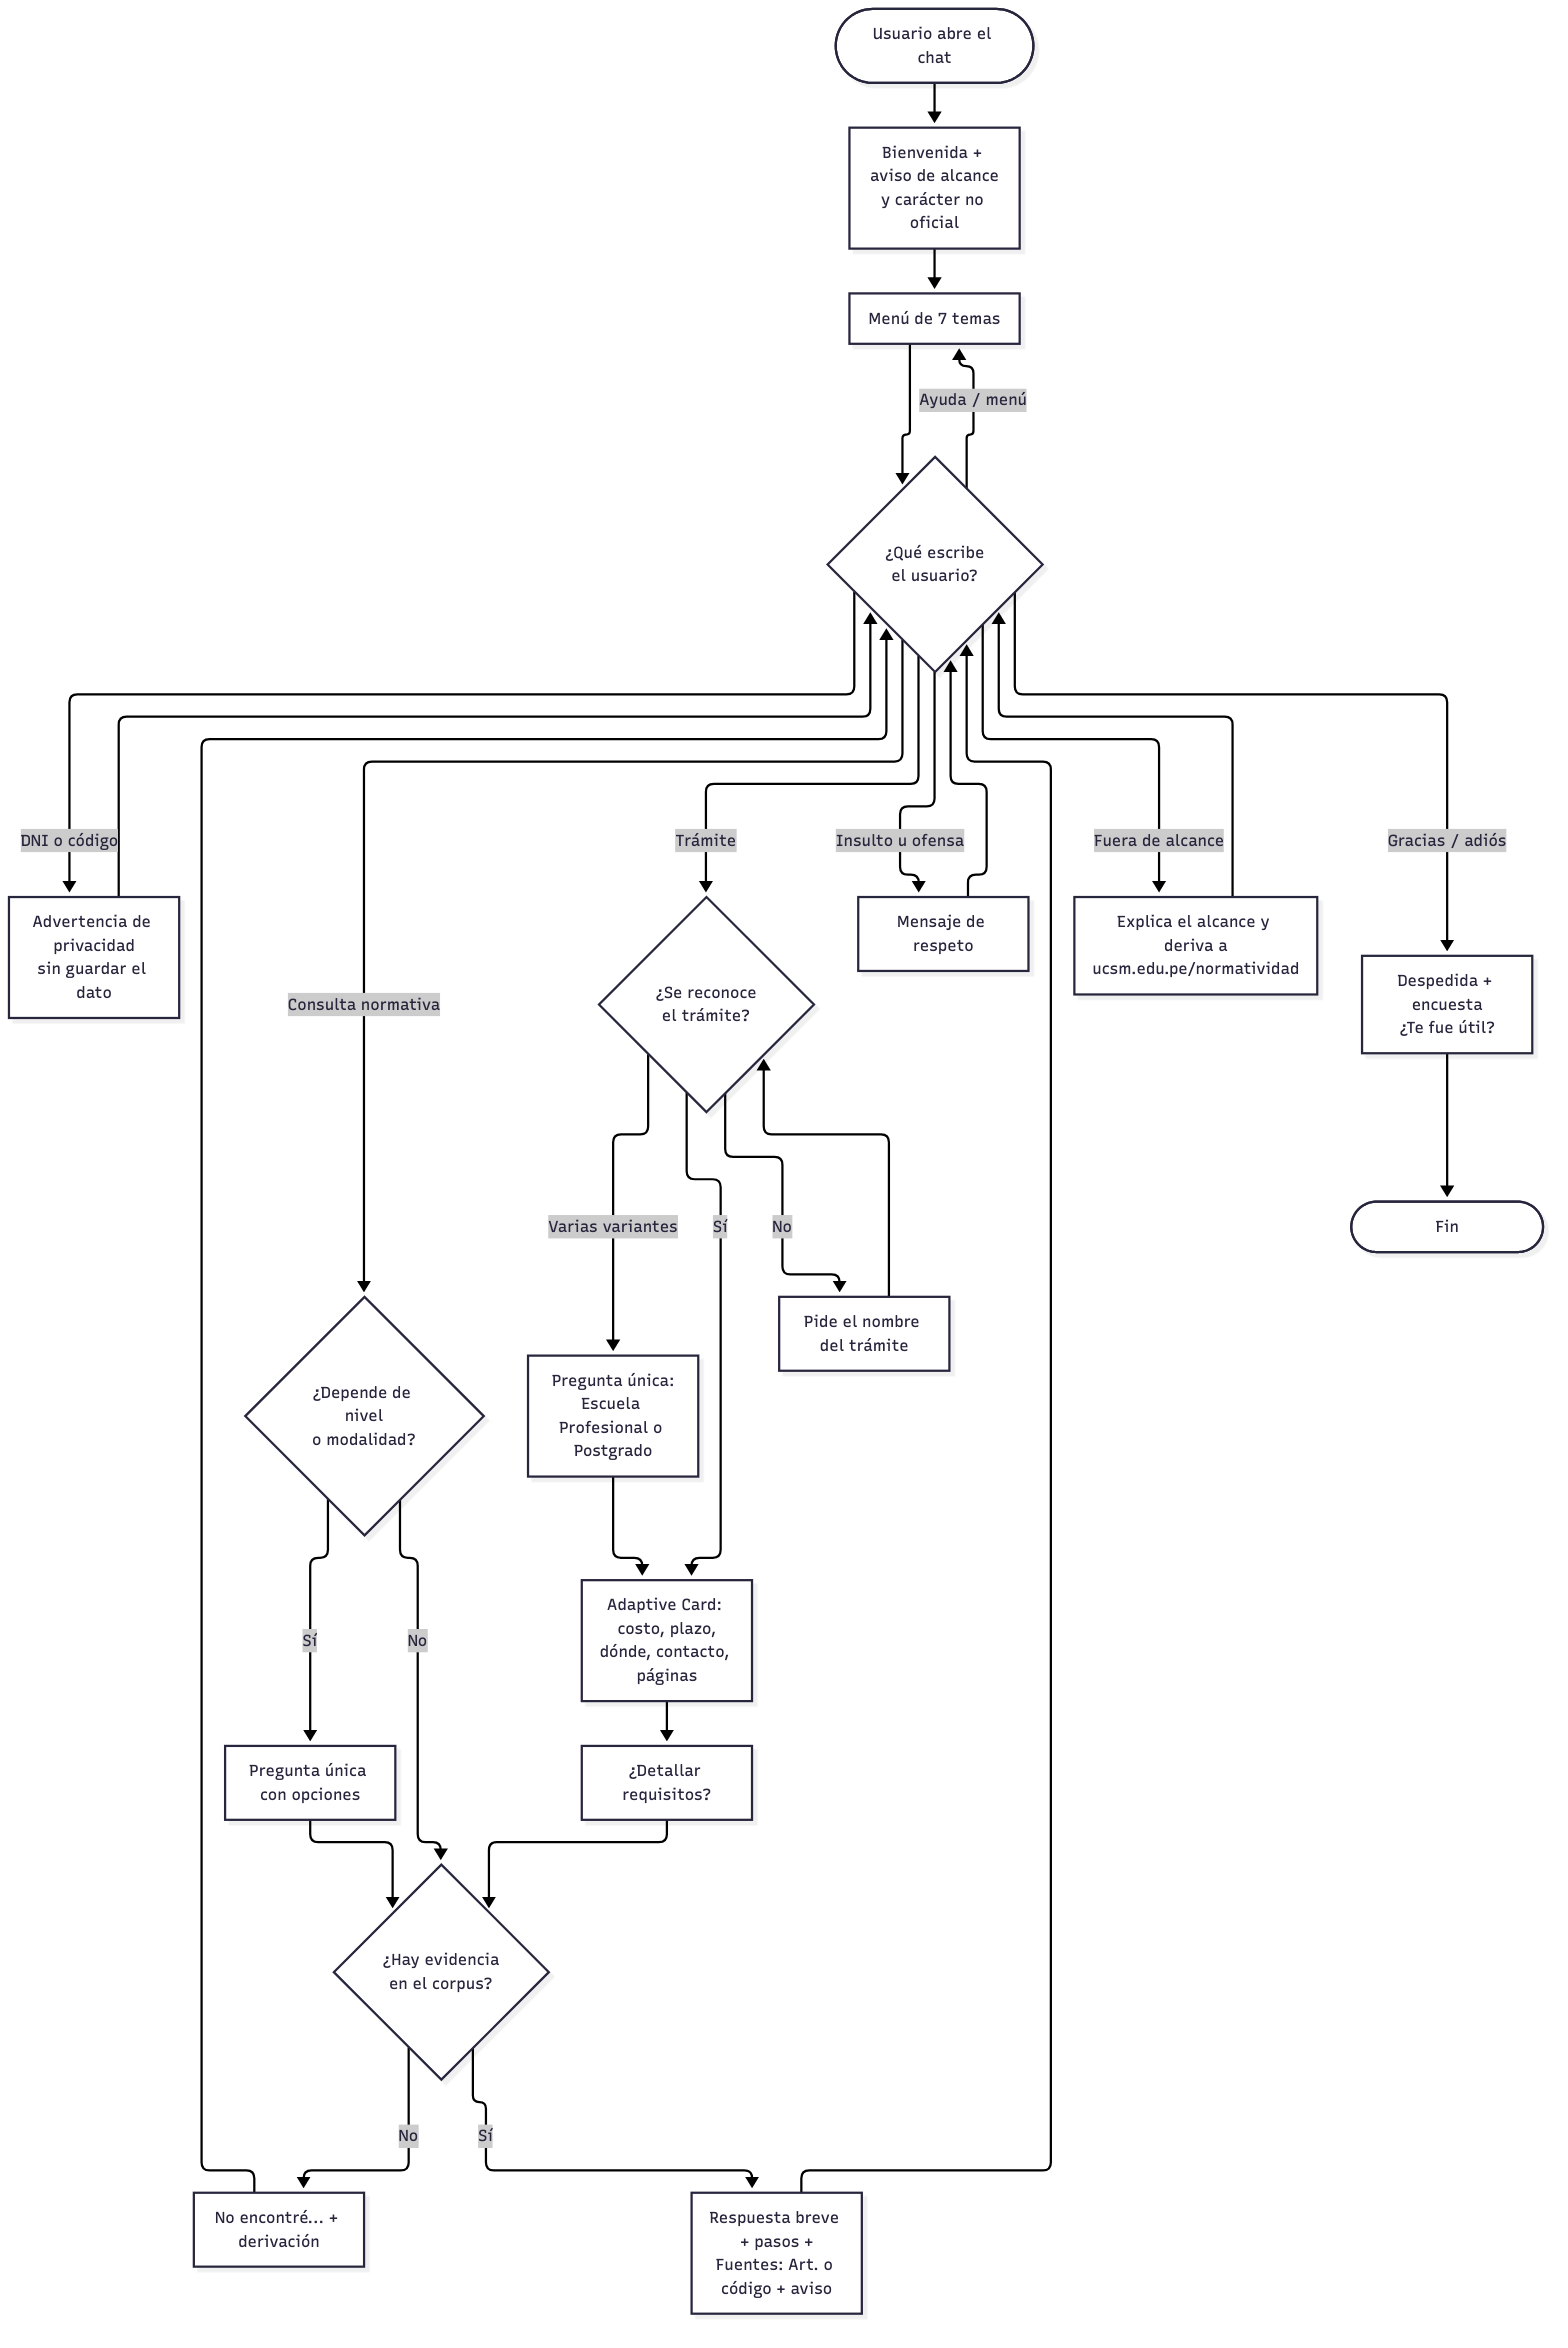 Usuario abre el
chat
Bienvenida +
aviso de alcance
y carácter no
oficial
Menú de 7 temas
Ayuda / menú
¿Qué escribe
el usuario?
DNI o código
Trámite
Insulto u ofensa
Fuera de alcance
Gracias / adiós
Advertencia de
privacidad
sin guardar el
dato
Mensaje de
respeto
Explica el alcance y
deriva a
ucsm.edu.pe/normatividad
Despedida +
encuesta
¿Te fue útil?
Consulta normativa
¿Se reconoce
el trámite?
Varias variantes
Sí
No
Fin
Pide el nombre
del trámite
¿Depende de
nivel
o modalidad?
Pregunta única:
Escuela
Profesional o
Postgrado
Sí
No
Adaptive Card:
costo, plazo,
dónde, contacto,
páginas
Pregunta única
con opciones
¿Detallar
requisitos?
¿Hay evidencia
en el corpus?
No
Sí
No encontré... +
derivación
Respuesta breve
+ pasos +
Fuentes: Art. o
código + aviso